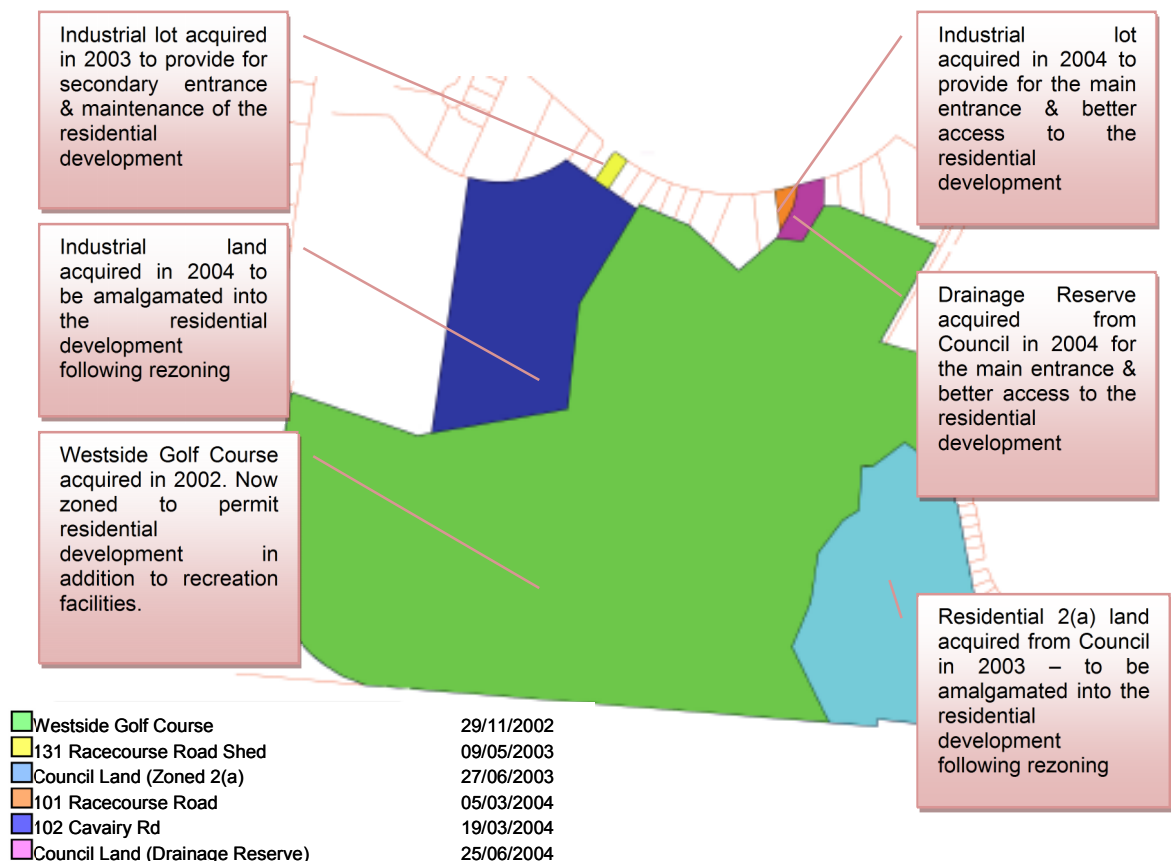 Industrial lot acquired
in 2003 to provide for
secondary entrance
& maintenance of the
residential
development
Industrial land
acquired in 2004 to
be amalgamated into
the residential
development
following rezoning
Westside Golf Course
acquired in 2002. Now
zoned to permit
residential
development in
addition to recreation
facilities.
Industrial lot
acquired in 2004 to
provide for the main
entrance & better
access to the
residential
development
Drainage Reserve
acquired from
Council in 2004 for
the main entrance &
better access to the
residential
development
Residential 2(a) land
acquired from Council
in 2003 – to be
amalgamated into the
residential
development
following rezoning
Westside Golf Course 29/11/2002
131 Racecourse Road Shed 09/05/2003
Council Land (Zoned 2(a) 27/06/2003
101 Racecourse Road 05/03/2004
102 Cavairy Rd 19/03/2004
Council Land (Drainage Reserve) 25/06/2004